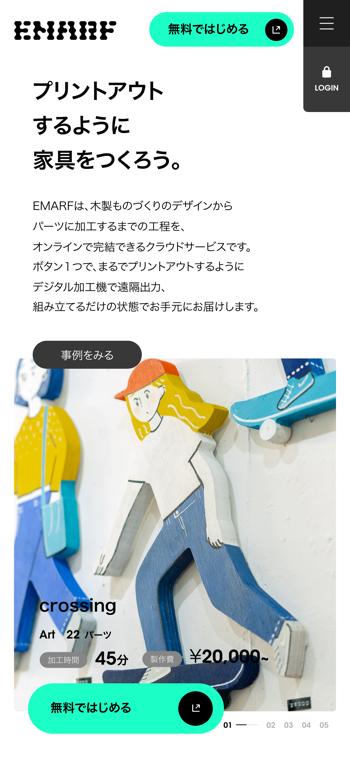 EMARF
無料ではじめる
LOGIN
プリントアウト
するように
家具をつくろう。
EMARFは、木製ものづくりのデザインから
パーツに加工するまでの工程を、
オンラインで完結できるクラウドサービスです。
ボタン1つで、まるでプリントアウトするように
デジタル加工機で遠隔出力、
組み立てるだけの状態でお手元にお届けします。
事例をみる
crossing
Art 22 パーツ
加工時間 45分 製作費 ¥20,000~
無料ではじめる
01 02 03 04 05